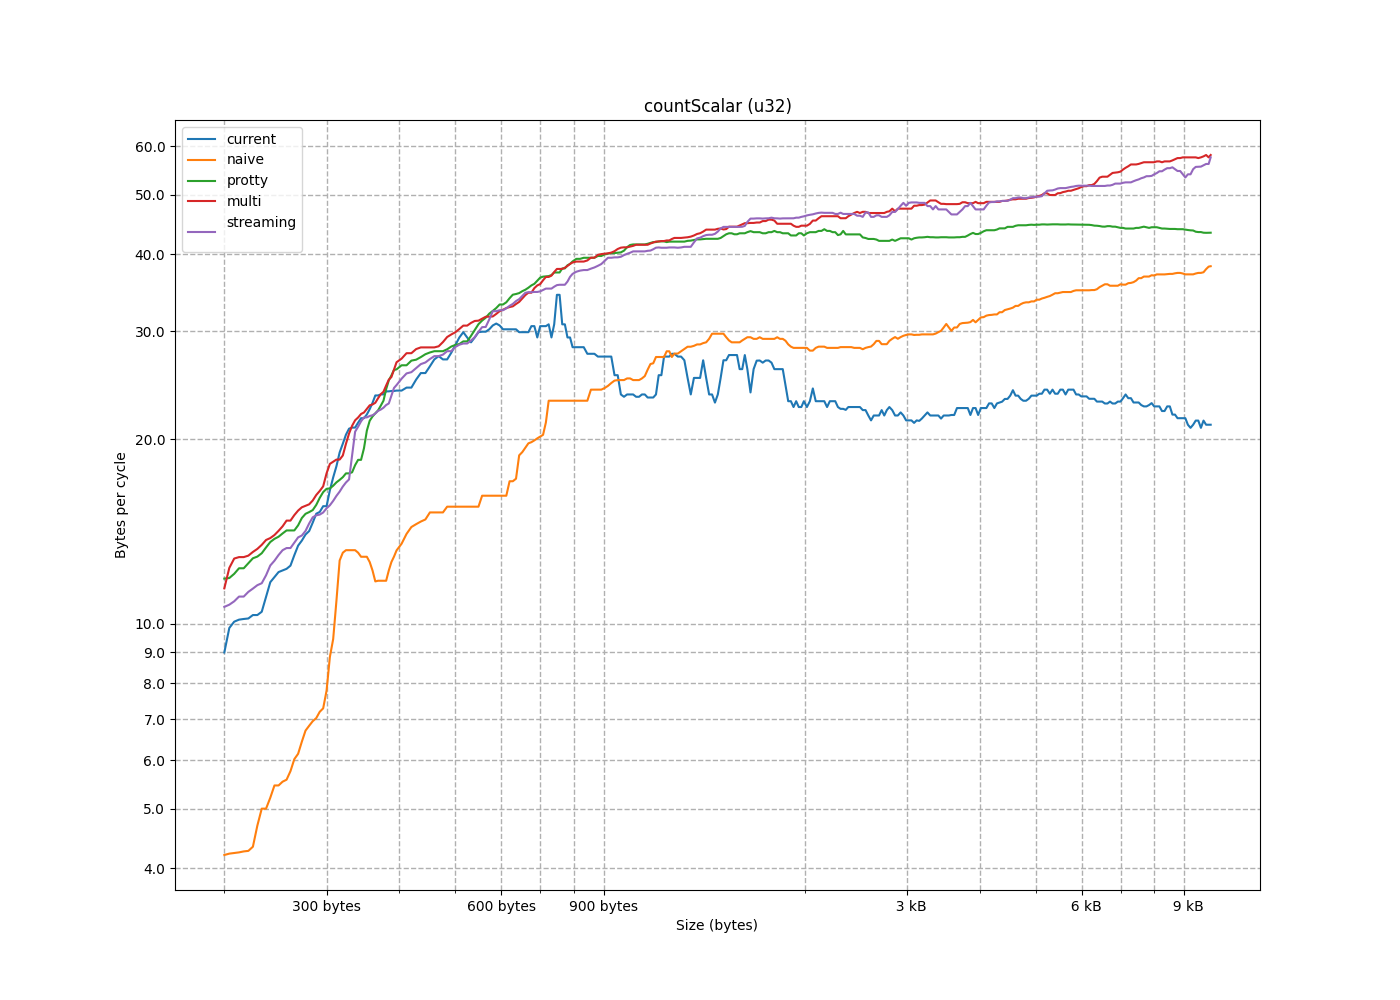 countScalar (u32)
current
naive
protty
multi
streaming
60.0
50.0
40.0
30.0
20.0
10.0
9.0
8.0
7.0
6.0
5.0
4.0
Bytes per cycle
300 bytes
600 bytes
900 bytes
3 kB
6 kB
9 kB
Size (bytes)